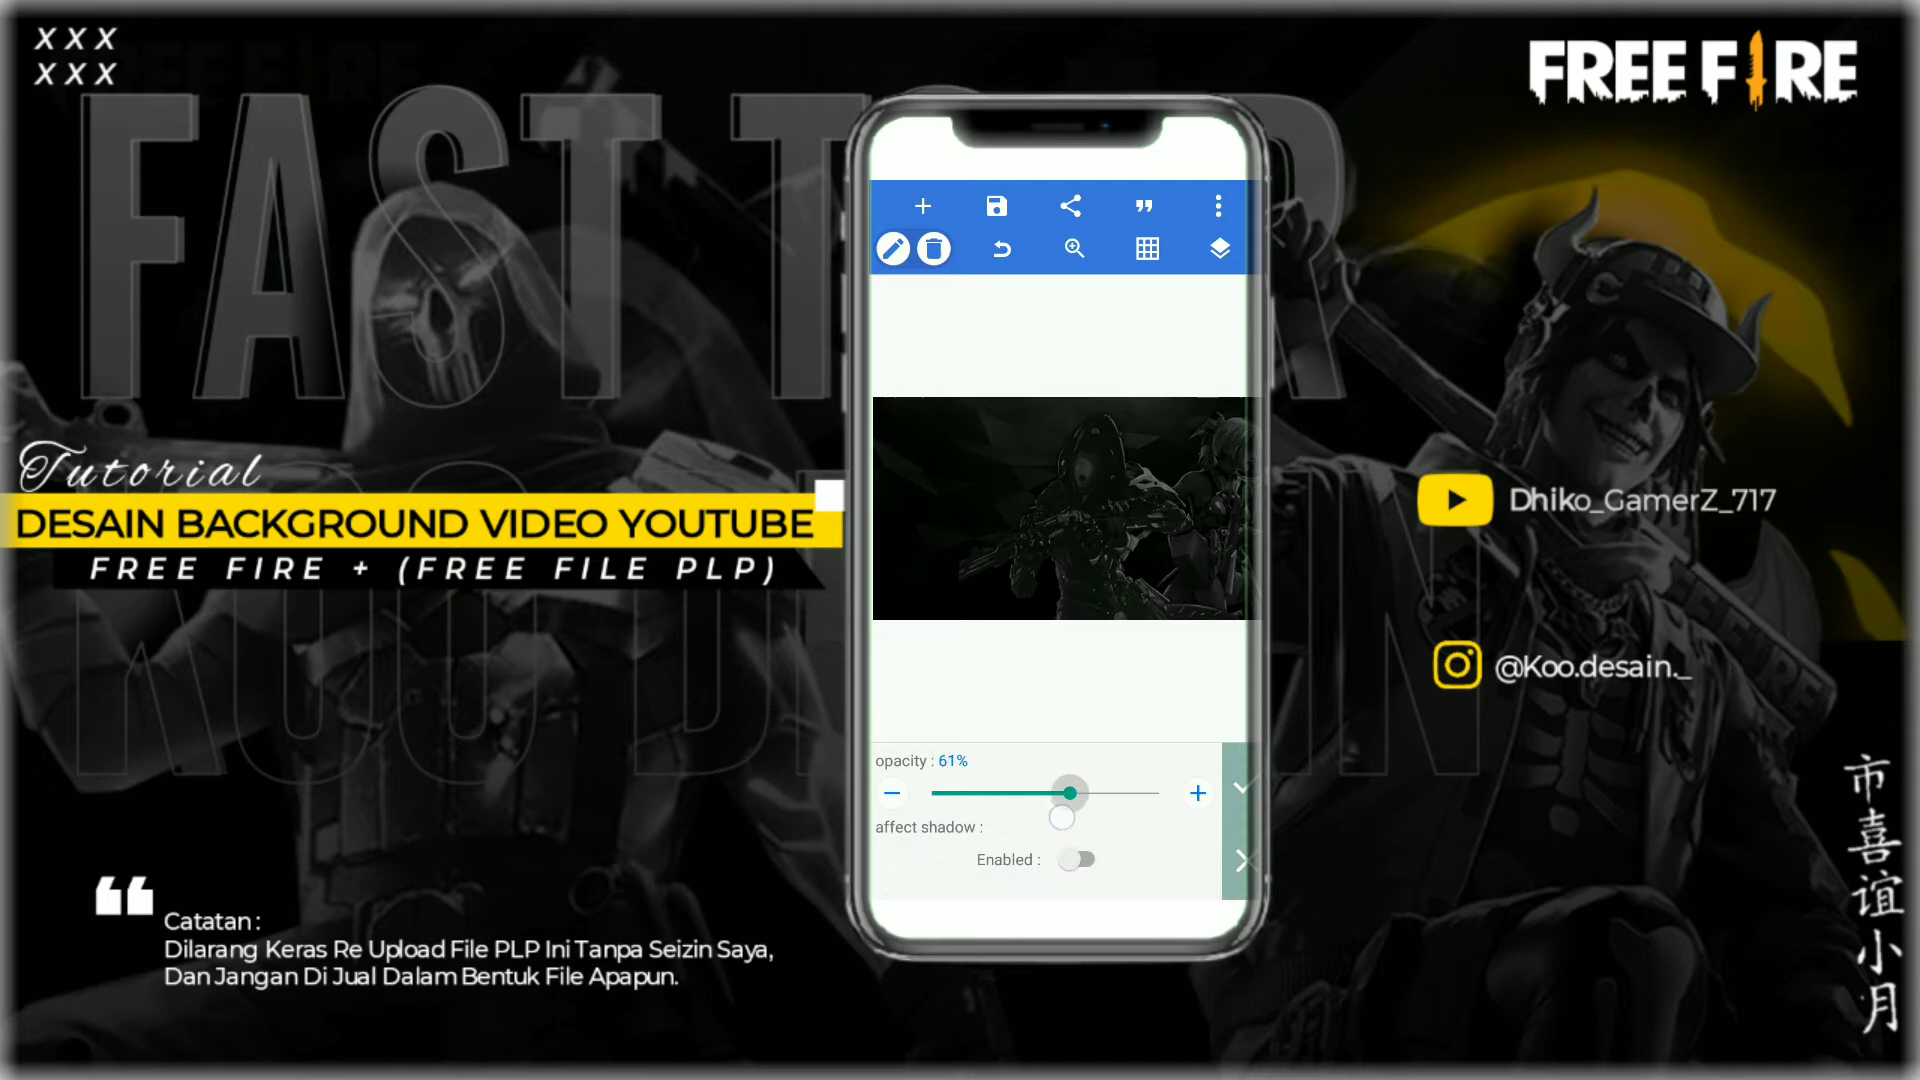 X X X
X X X
FREE FIRE
FAST T
R
Tutorial
DESAIN BACKGROUND VIDEO YOUTUBE
FREE FIRE + (FREE FILE PLP)
KOO D
N
Dhiko_GamerZ_717
@Koo.desain._
opacity : 61%
affect shadow :
Enabled :
Catatan :
Dilarang Keras Re Upload File PLP Ini Tanpa Seizin Saya,
Dan Jangan Di Jual Dalam Bentuk File Apapun.
市喜谊小月